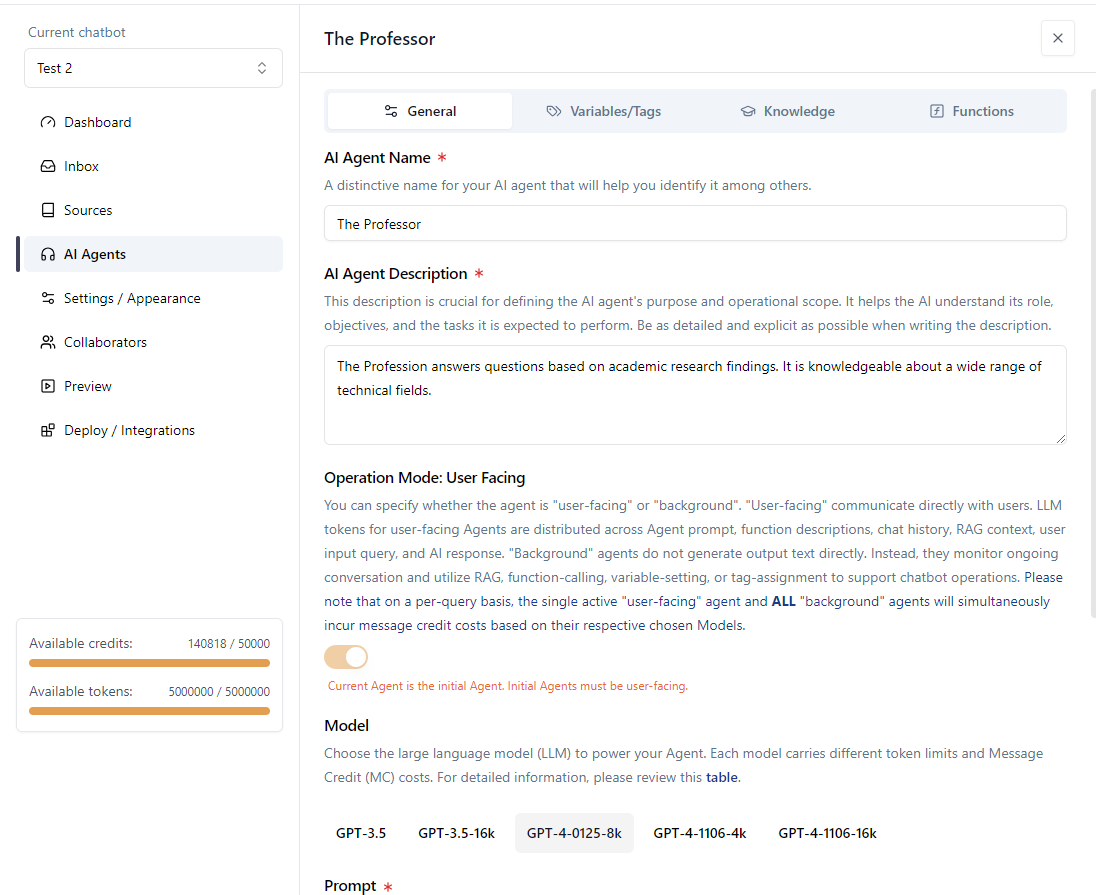 Current chatbot
Test 2
Dashboard
Inbox
Sources
AI Agents
Settings / Appearance
Collaborators
Preview
Deploy / Integrations
Available credits: 140818 / 50000
Available tokens: 5000000 / 5000000
The Professor
General
Variables/Tags
Knowledge
Functions
AI Agent Name *
A distinctive name for your AI agent that will help you identify it among others.
The Professor
AI Agent Description *
This description is crucial for defining the AI agent's purpose and operational scope. It helps the AI understand its role,
objectives, and the tasks it is expected to perform. Be as detailed and explicit as possible when writing the description.
The Profession answers questions based on academic research findings. It is knowledgeable about a wide range of
technical fields.
Operation Mode: User Facing
You can specify whether the agent is "user-facing" or "background". "User-facing" communicate directly with users. LLM
tokens for user-facing Agents are distributed across Agent prompt, function descriptions, chat history, RAG context, user
input query, and AI response. "Background" agents do not generate output text directly. Instead, they monitor ongoing
conversation and utilize RAG, function-calling, variable-setting, or tag-assignment to support chatbot operations. Please
note that on a per-query basis, the single active "user-facing" agent and ALL "background" agents will simultaneously
incur message credit costs based on their respective chosen Models.
Current Agent is the initial Agent. Initial Agents must be user-facing.
Model
Choose the large language model (LLM) to power your Agent. Each model carries different token limits and Message
Credit (MC) costs. For detailed information, please review this table.
GPT-3.5
GPT-3.5-16k
GPT-4-0125-8k
GPT-4-1106-4k
GPT-4-1106-16k
Prompt *